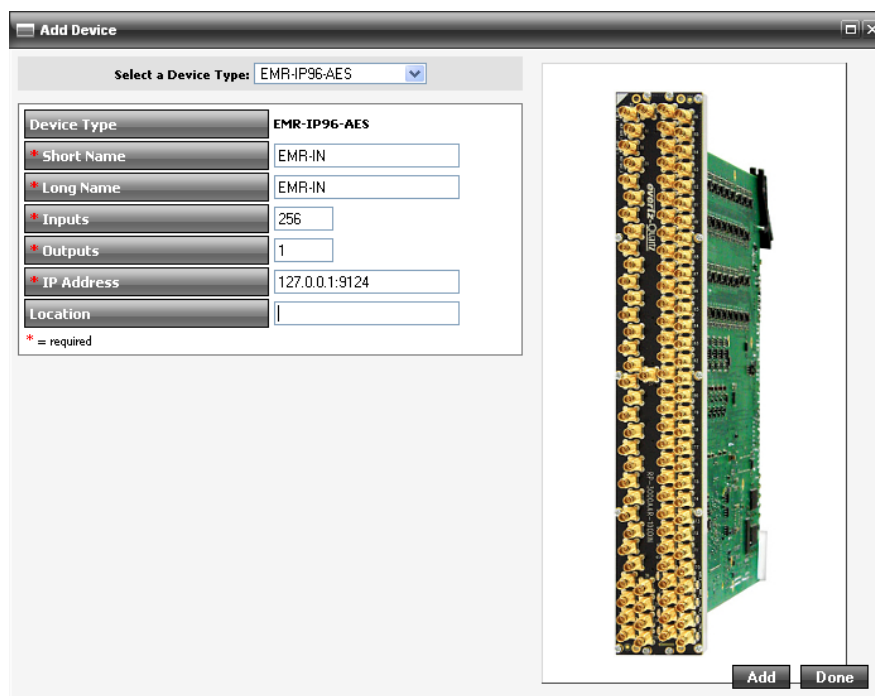 Add Device
Select a Device Type: EMR-IP96-AES
Device Type EMR-IP96-AES
* Short Name EMR-IN
* Long Name EMR-IN
* Inputs 256
* Outputs 1
* IP Address 127.0.0.1:9124
Location
* = required
evertz-Quartz
Add Done